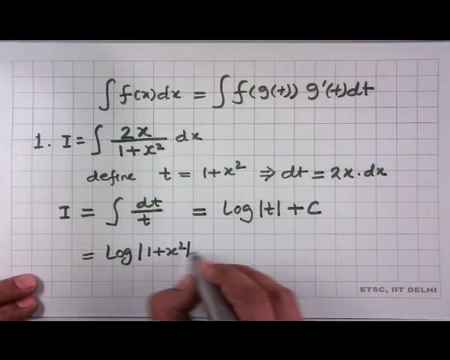 ∫f(x)dx = ∫f(g(t)) g'(t)dt
1. I = ∫ 2x/(1+x²) dx
define t = 1+x² ⇒ dt = 2x·dx
I = ∫ dt/t = Log|t| + C
= Log|1+x²|
ETSC, IIT DELHI